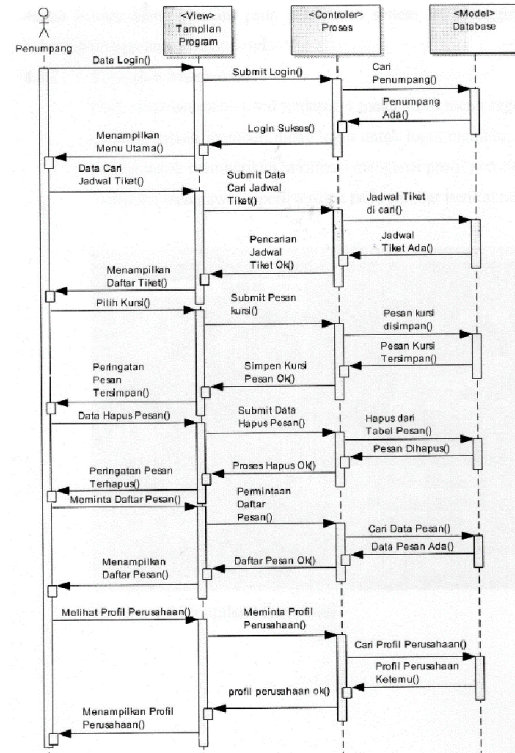 <View>
Tampilan
Program
<Controler>
Proses
<Model>
Database
Penumpang
Data Login()
Submit Login()
Cari
Penumpang()
Penumpang
Ada()
Login Sukses()
Menampilkan
Menu Utama()
Data Cari
Jadwal Tiket()
Submit Data
Cari Jadwal
Tiket()
Jadwal Tiket
di cari()
Jadwal
Tiket Ada()
Pencarian
Jadwal
Tiket Ok()
Menampilkan
Daftar Tiket()
Pilih Kursi()
Submit Pesan
kursi()
Pesan kursi
disimpan()
Pesan Kursi
Tersimpan()
Simpen Kursi
Pesan Ok()
Peringatan
Pesan
Tersimpan()
Data Hapus Pesan()
Submit Data
Hapus Pesan()
Hapus dari
Tabel Pesan()
Pesan Dihapus()
Proses Hapus Ok()
Peringatan Pesan
Terhapus()
Meminta Daftar Pesan()
Permintaan
Daftar
Pesan()
Cari Data Pesan()
Data Pesan Ada()
Daftar Pesan Ok()
Menampilkan
Daftar Pesan()
Melihat Profil Perusahaan()
Meminta Profil
Perusahaan()
Cari Profil Perusahaan()
Profil Perusahaan
Ketemu()
profil perusahaan ok()
Menampilkan Profil
Perusahaan()